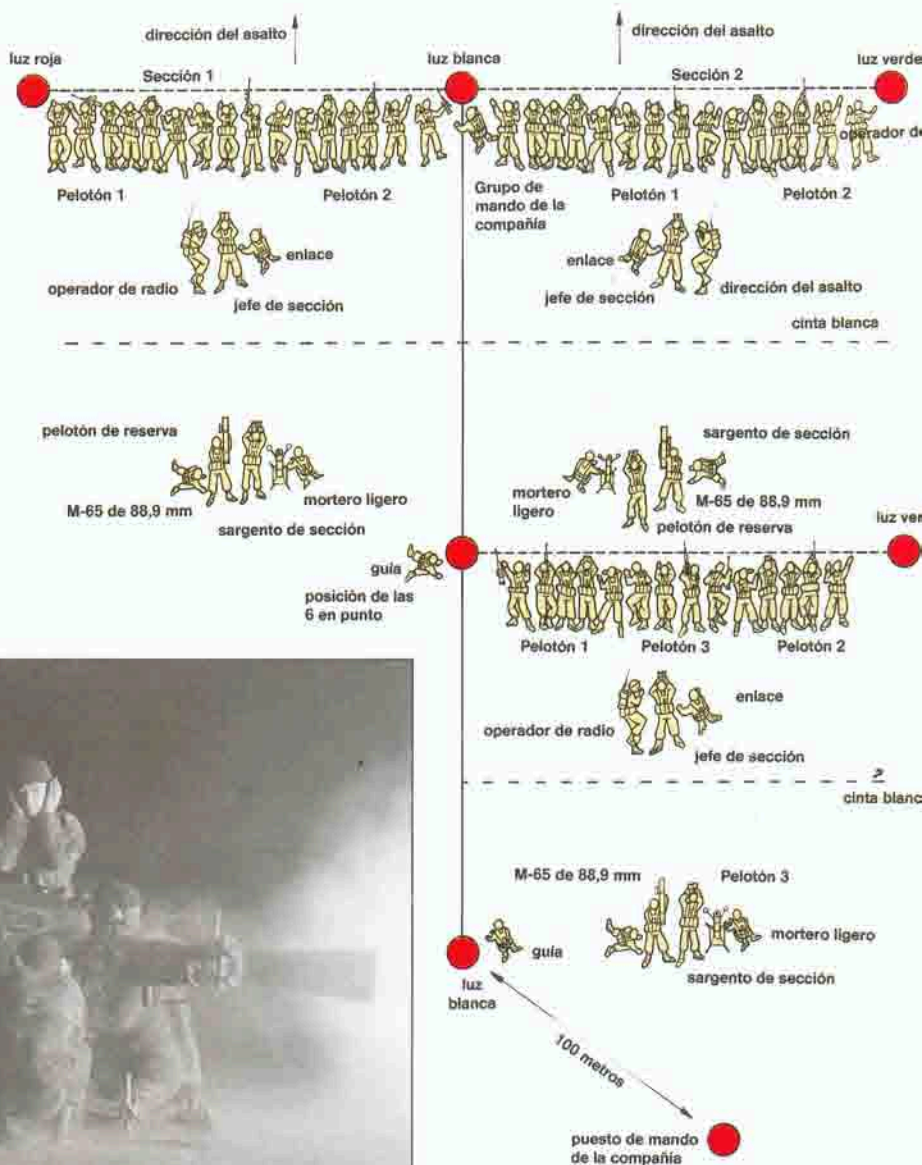 dirección del asalto
dirección del asalto
luz roja
luz blanca
luz verde
Sección 1
Sección 2
operador de
Pelotón 1
Pelotón 2
Grupo de
mando de la
compañía
Pelotón 1
Pelotón 2
operador de radio
enlace
jefe de sección
enlace
jefe de sección
dirección del asalto
cinta blanca
pelotón de reserva
M-65 de 88,9 mm
mortero ligero
sargento de sección
sargento de sección
mortero
ligero
M-65 de 88,9 mm
pelotón de reserva
luz ver
guía
posición de las
6 en punto
Pelotón 1
Pelotón 3
Pelotón 2
operador de radio
enlace
jefe de sección
cinta blanc
M-65 de 88,9 mm
Pelotón 3
guía
mortero ligero
sargento de sección
luz
blanca
100 metros
puesto de mando
de la compañía